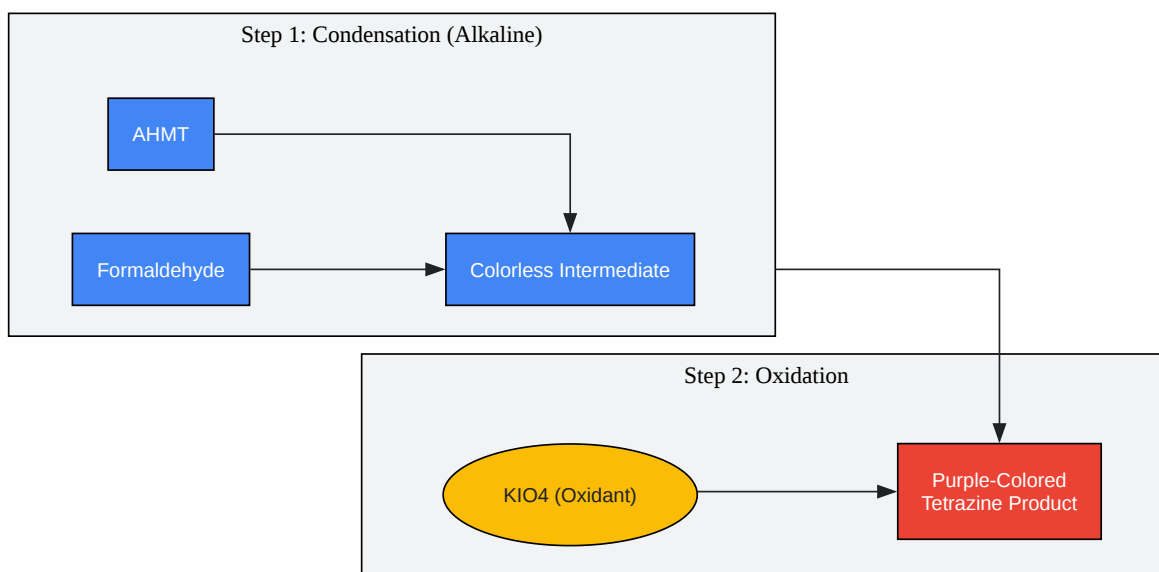 Step 1: Condensation (Alkaline)
AHMT
Formaldehyde
Colorless Intermediate
Step 2: Oxidation
KIO4 (Oxidant)
Purple-Colored
Tetrazine Product